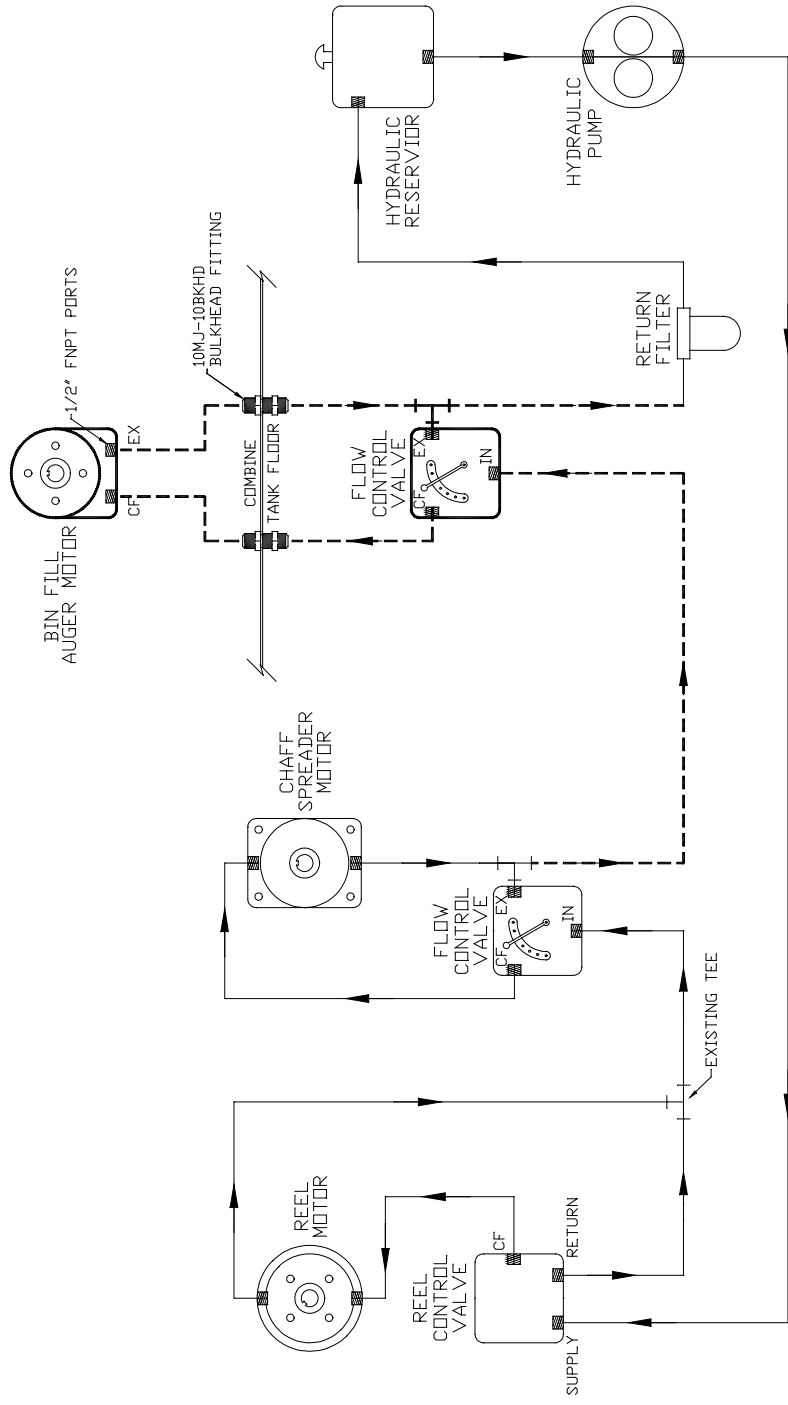 BIN FILL
AUGER MOTOR
1/2" FNPT PORTS
CF
EX
10MJ-10BKHD
BULKHEAD FITTING
COMBINE
TANK FLOOR
FLOW
CONTROL
VALVE
CF
EX
IN
HYDRAULIC
RESERVIOR
HYDRAULIC
PUMP
RETURN
FILTER
CHAFF
SPREADER
MOTOR
FLOW
CONTROL
VALVE
CF
EX
IN
EXISTING TEE
REEL
MOTOR
REEL
CONTROL
VALVE
CF
RETURN
SUPPLY